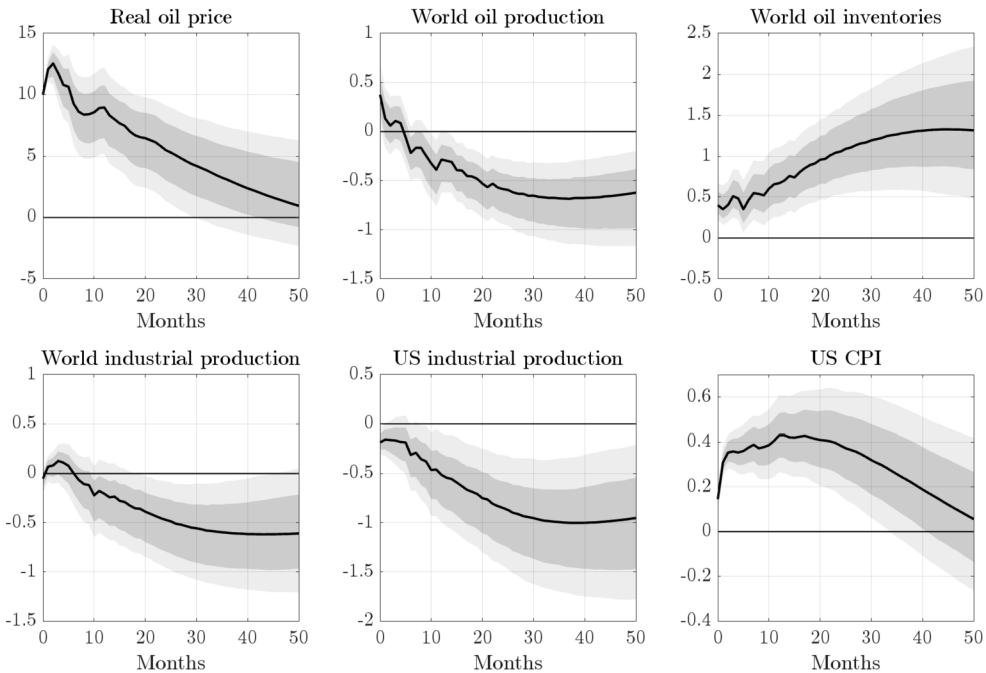 Real oil price
World oil production
World oil inventories
15
10
5
0
-5
0 10 20 30 40 50
Months
1
0.5
0
-0.5
-1
-1.5
0 10 20 30 40 50
Months
2.5
2
1.5
1
0.5
0
-0.5
0 10 20 30 40 50
Months
World industrial production
US industrial production
US CPI
1
0.5
0
-0.5
-1
-1.5
0 10 20 30 40 50
Months
0.5
0
-0.5
-1
-1.5
-2
0 10 20 30 40 50
Months
0.6
0.4
0.2
0
-0.2
-0.4
0 10 20 30 40 50
Months